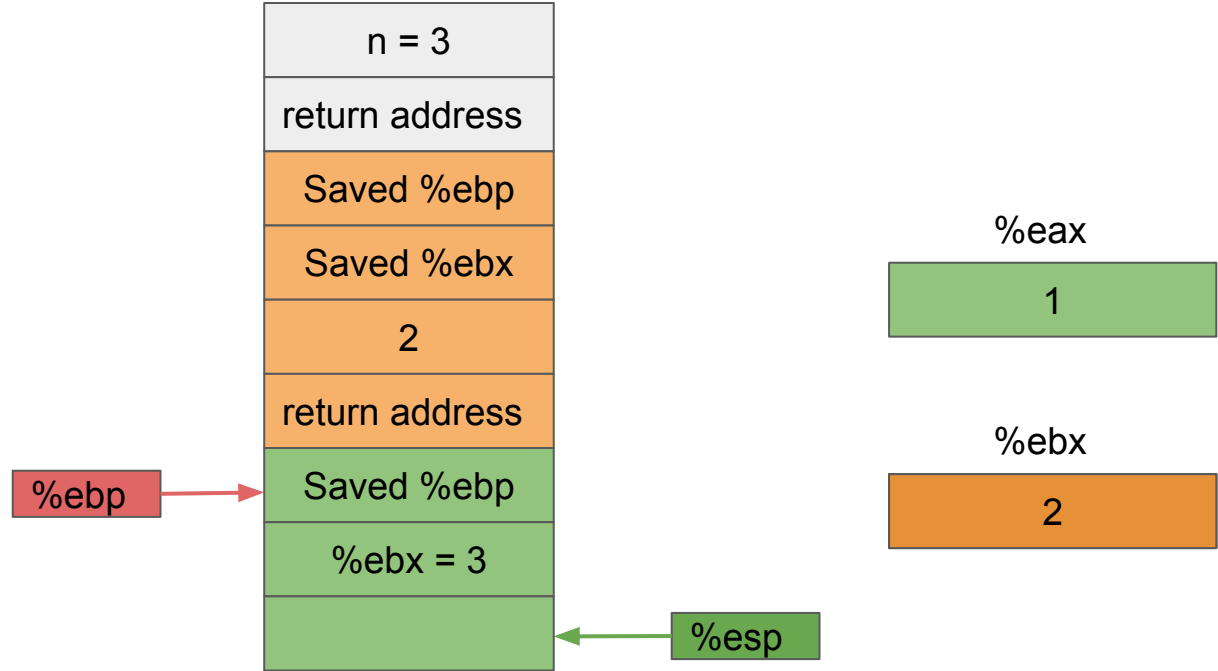 n = 3
return address
Saved %ebp
Saved %ebx
2
return address
Saved %ebp
%ebx = 3
%ebp
%esp
%eax
1
%ebx
2